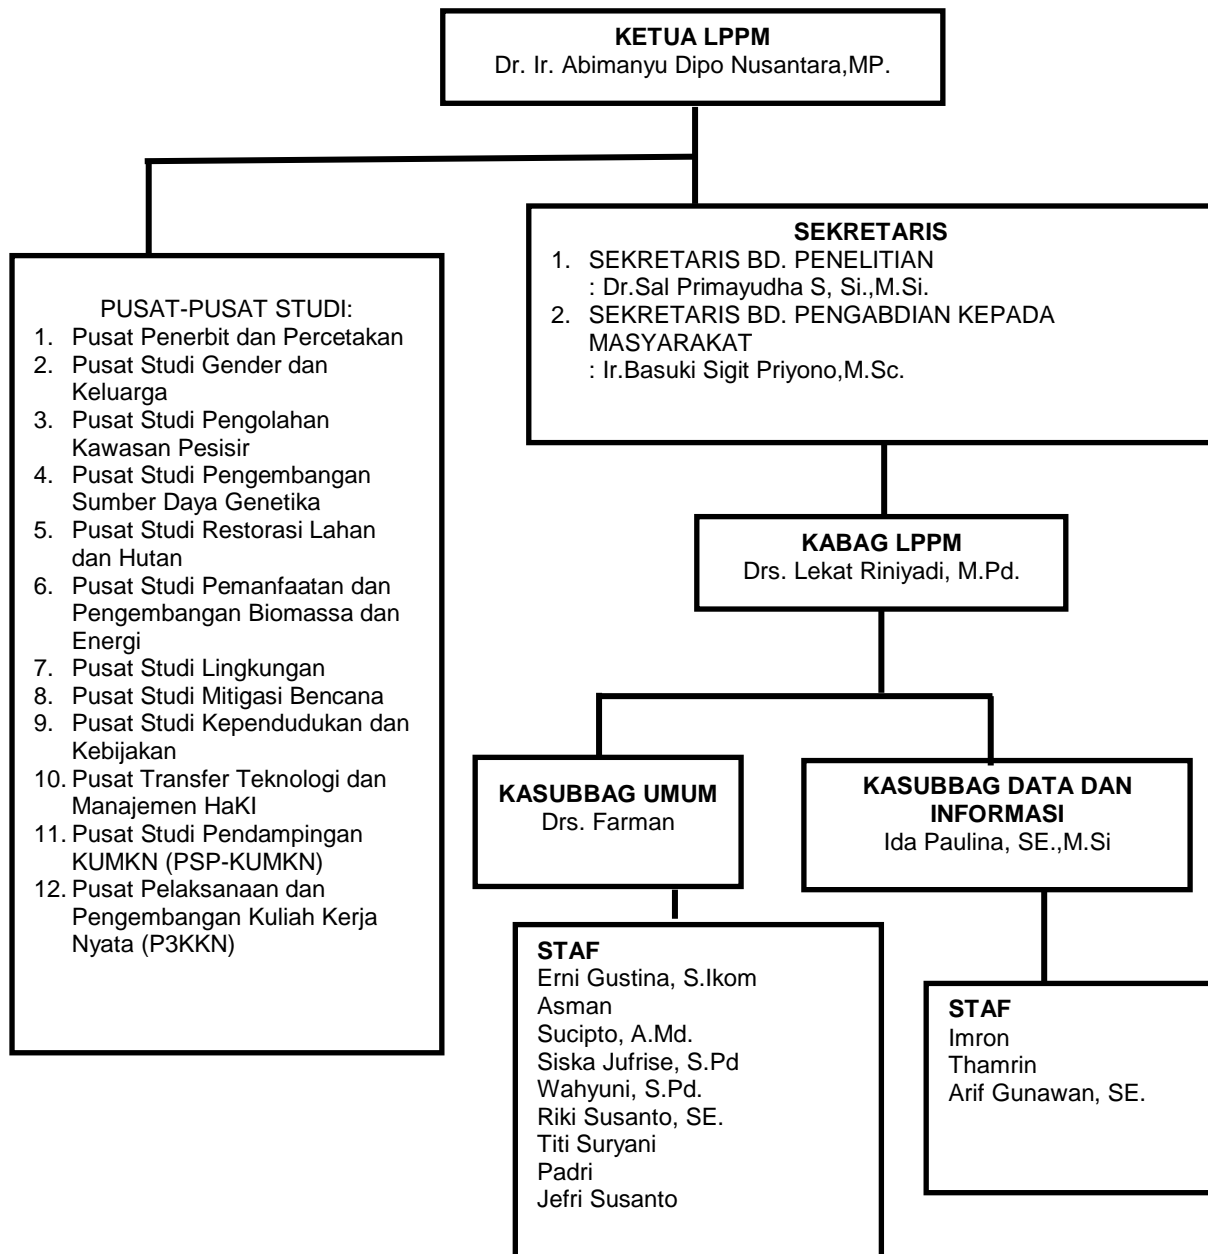 KETUA LPPM
Dr. Ir. Abimanyu Dipo Nusantara,MP.
PUSAT-PUSAT STUDI:
1. Pusat Penerbit dan Percetakan
2. Pusat Studi Gender dan
Keluarga
3. Pusat Studi Pengolahan
Kawasan Pesisir
4. Pusat Studi Pengembangan
Sumber Daya Genetika
5. Pusat Studi Restorasi Lahan
dan Hutan
6. Pusat Studi Pemanfaatan dan
Pengembangan Biomassa dan
Energi
7. Pusat Studi Lingkungan
8. Pusat Studi Mitigasi Bencana
9. Pusat Studi Kependudukan dan
Kebijakan
10. Pusat Transfer Teknologi dan
Manajemen HaKI
11. Pusat Studi Pendampingan
KUMKN (PSP-KUMKN)
12. Pusat Pelaksanaan dan
Pengembangan Kuliah Kerja
Nyata (P3KKN)
SEKRETARIS
1. SEKRETARIS BD. PENELITIAN
: Dr.Sal Primayudha S, Si.,M.Si.
2. SEKRETARIS BD. PENGABDIAN KEPADA
MASYARAKAT
: Ir.Basuki Sigit Priyono,M.Sc.
KABAG LPPM
Drs. Lekat Riniyadi, M.Pd.
KASUBBAG UMUM
Drs. Farman
KASUBBAG DATA DAN
INFORMASI
Ida Paulina, SE.,M.Si
STAF
Erni Gustina, S.Ikom
Asman
Sucipto, A.Md.
Siska Jufrise, S.Pd
Wahyuni, S.Pd.
Riki Susanto, SE.
Titi Suryani
Padri
Jefri Susanto
STAF
Imron
Thamrin
Arif Gunawan, SE.